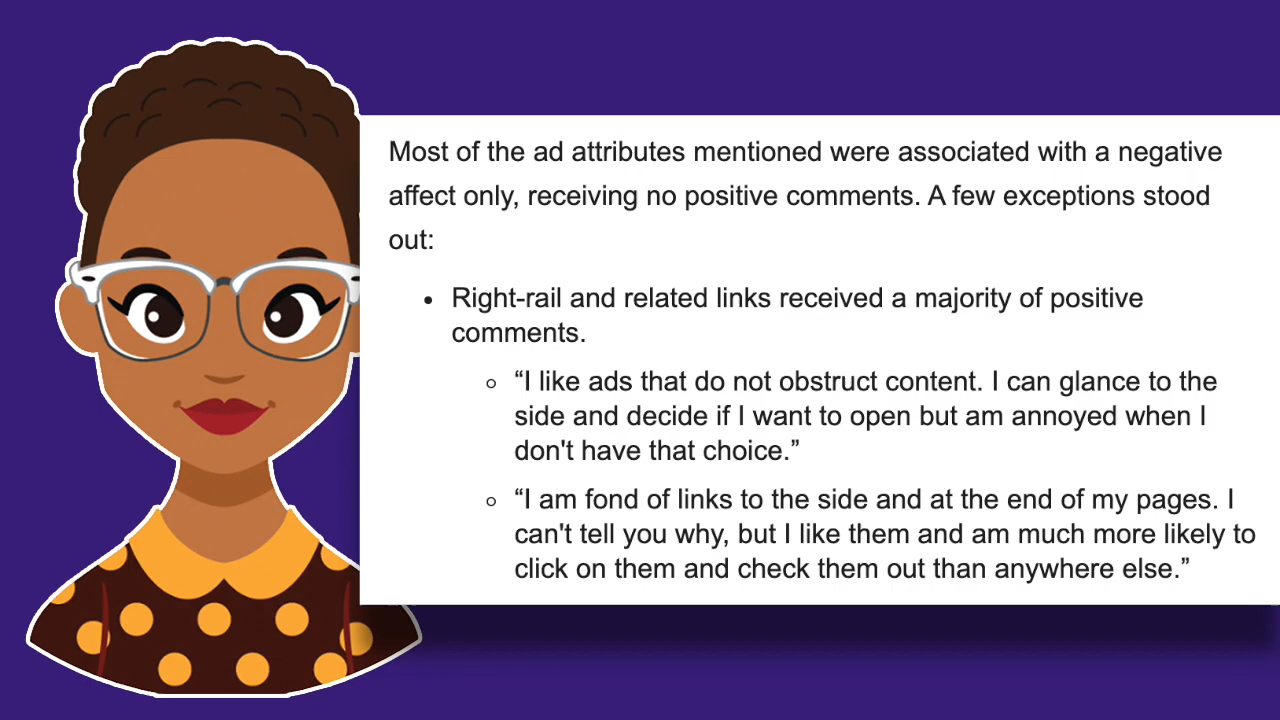 Most of the ad attributes mentioned were associated with a negative
affect only, receiving no positive comments. A few exceptions stood
out:
• Right-rail and related links received a majority of positive
comments.
○ “I like ads that do not obstruct content. I can glance to the
side and decide if I want to open but am annoyed when I
don't have that choice.”
○ “I am fond of links to the side and at the end of my pages. I
can't tell you why, but I like them and am much more likely to
click on them and check them out than anywhere else.”